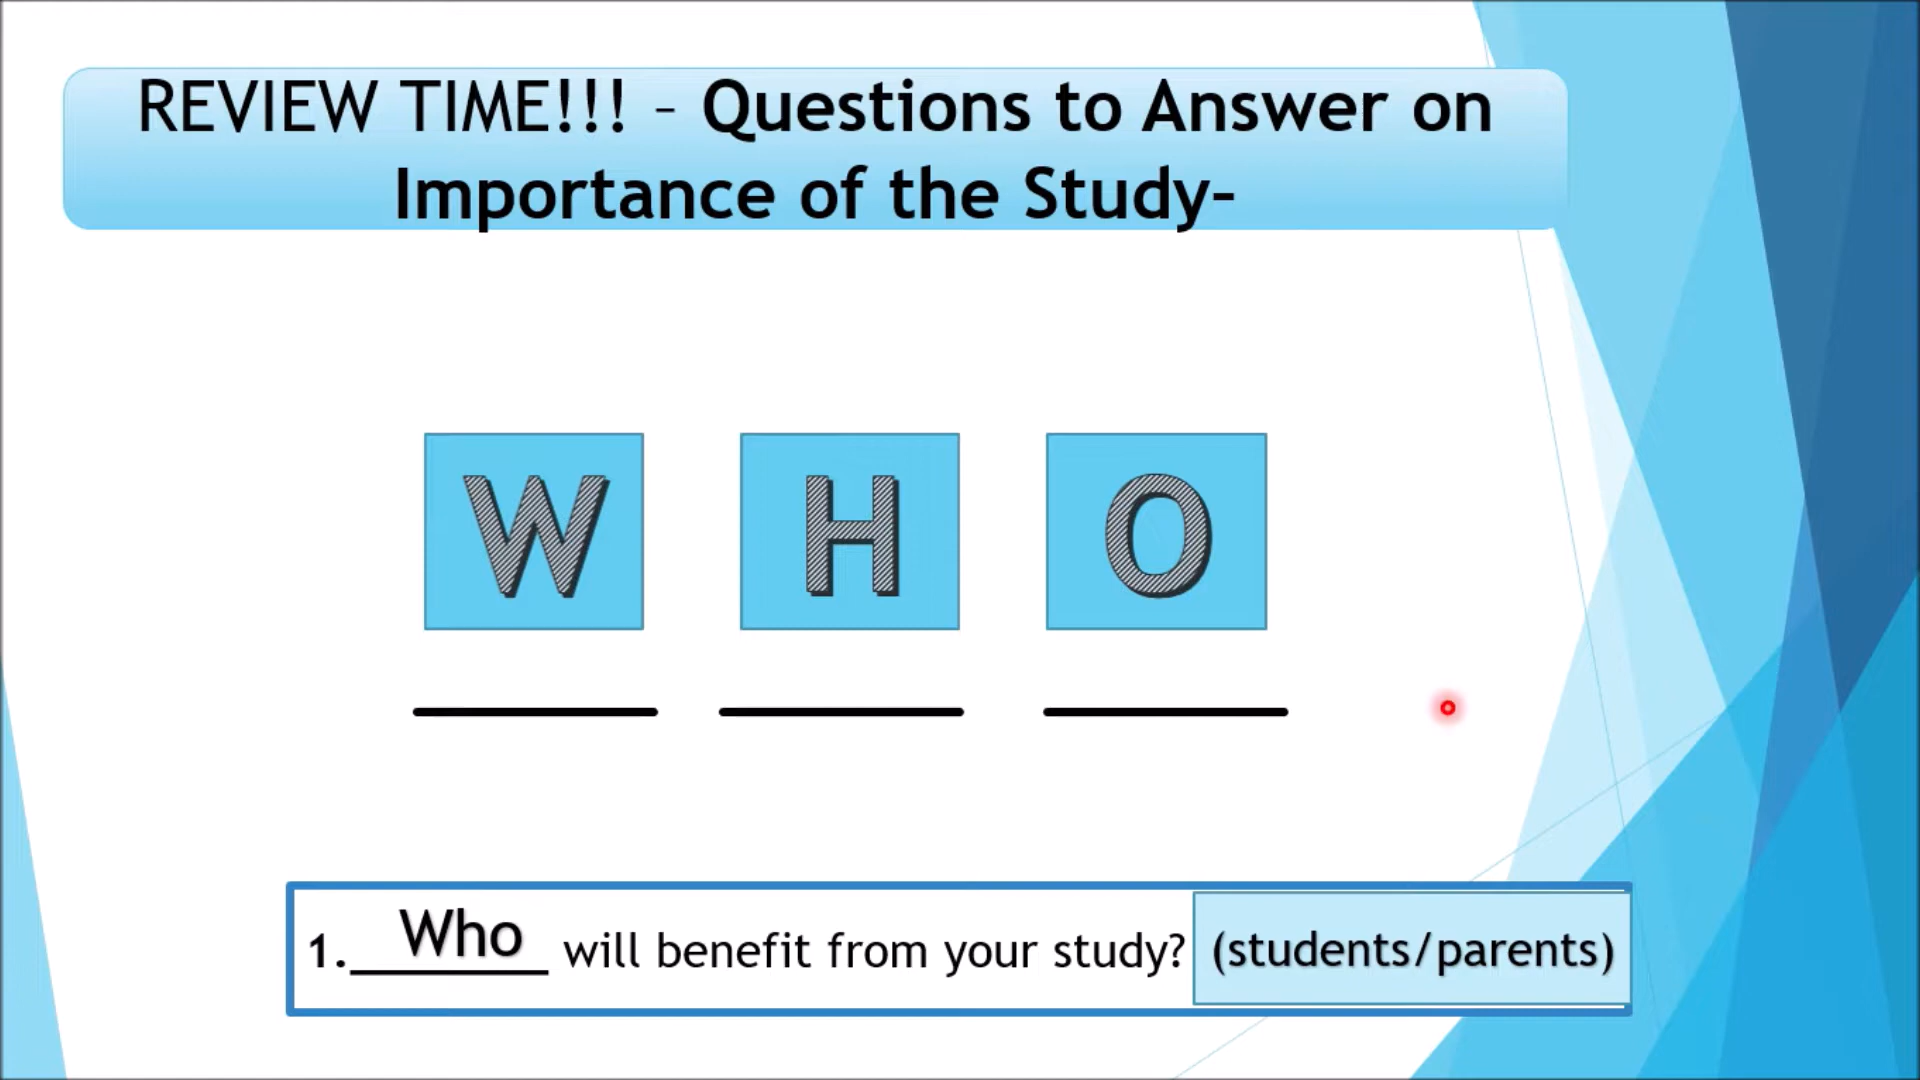 REVIEW TIME!!! – Questions to Answer on
Importance of the Study–
W H O
1. Who will benefit from your study? (students/parents)